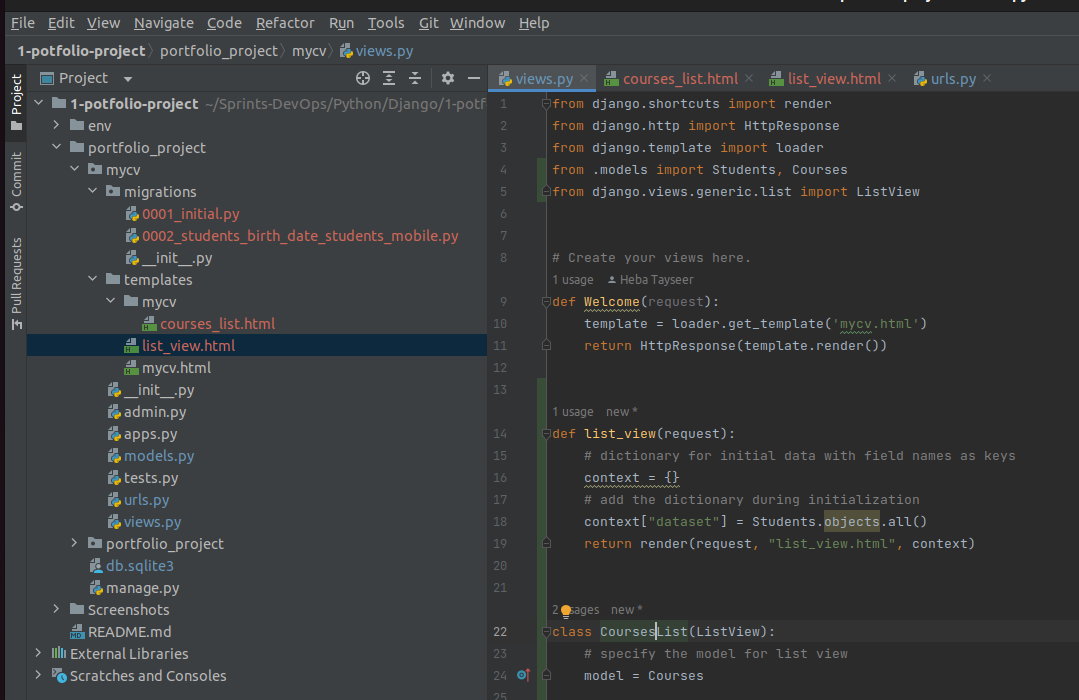 File Edit View Navigate Code Refactor Run Tools Git Window Help
1-potfolio-project portfolio_project mycv views.py
Project
views.py courses_list.html list_view.html urls.py
Project
Commit
Pull Requests
1-potfolio-project ~/Sprints-DevOps/Python/Django/1-potf
env
portfolio_project
mycv
migrations
0001_initial.py
0002_students_birth_date_students_mobile.py
__init__.py
templates
mycv
courses_list.html
list_view.html
mycv.html
__init__.py
admin.py
apps.py
models.py
tests.py
urls.py
views.py
portfolio_project
db.sqlite3
manage.py
Screenshots
README.md
External Libraries
Scratches and Consoles
1 from django.shortcuts import render
2 from django.http import HttpResponse
3 from django.template import loader
4 from .models import Students, Courses
5 from django.views.generic.list import ListView
6
7
8 # Create your views here.
1 usage Heba Tayseer
9 def Welcome(request):
10 template = loader.get_template('mycv.html')
11 return HttpResponse(template.render())
12
13
1 usage new *
14 def list_view(request):
15 # dictionary for initial data with field names as keys
16 context = {}
17 # add the dictionary during initialization
18 context["dataset"] = Students.objects.all()
19 return render(request, "list_view.html", context)
20
21
2 usages new *
22 class CoursesList(ListView):
23 # specify the model for list view
24 model = Courses
25